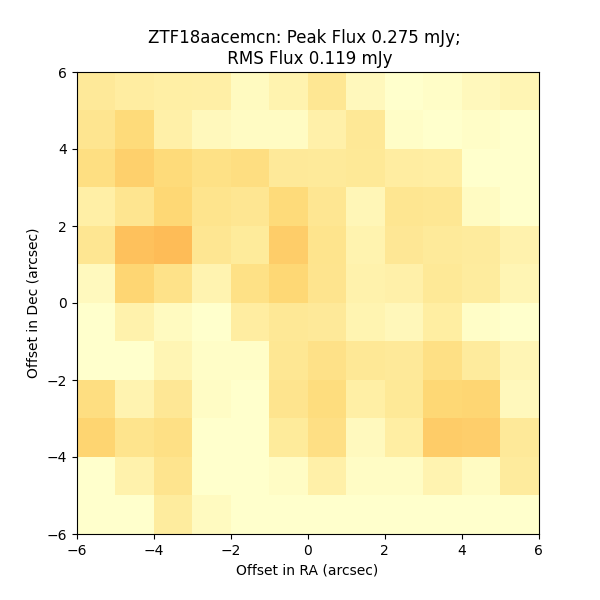 ZTF18aacemcn: Peak Flux 0.275 mJy;
RMS Flux 0.119 mJy
6
4
2
0
−2
−4
−6
Offset in Dec (arcsec)
−6 −4 −2 0 2 4 6
Offset in RA (arcsec)